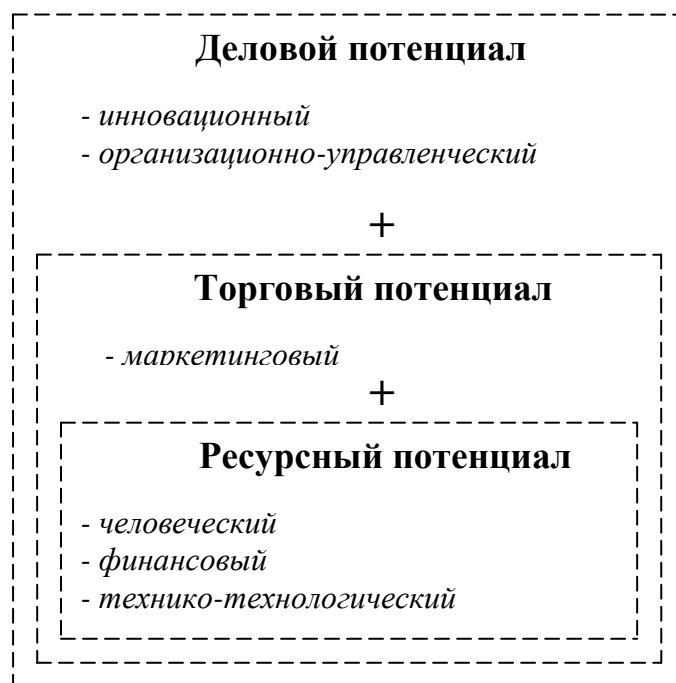 Деловой потенциал
- инновационный
- организационно-управленческий
+
Торговый потенциал
- маркетинговый
+
Ресурсный потенциал
- человеческий
- финансовый
- технико-технологический